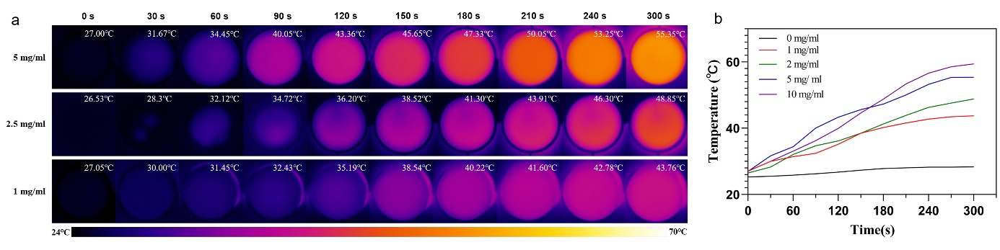 a
0 s 30 s 60 s 90 s 120 s 150 s 180 s 210 s 240 s 300 s
5 mg/ml
27.00°C 31.67°C 34.45°C 40.05°C 43.36°C 45.65°C 47.33°C 50.05°C 53.25°C 55.35°C
2.5 mg/ml
26.53°C 28.3°C 32.12°C 34.72°C 36.20°C 38.52°C 41.30°C 43.91°C 46.30°C 48.85°C
1 mg/ml
27.05°C 30.00°C 31.45°C 32.43°C 35.19°C 38.54°C 40.22°C 41.60°C 42.78°C 43.76°C
24°C 70°C
b
Temperature (°C)
60
40
20
0 mg/ml
1 mg/ml
2 mg/ml
5 mg/ ml
10 mg/ml
0 60 120 180 240 300
Time(s)